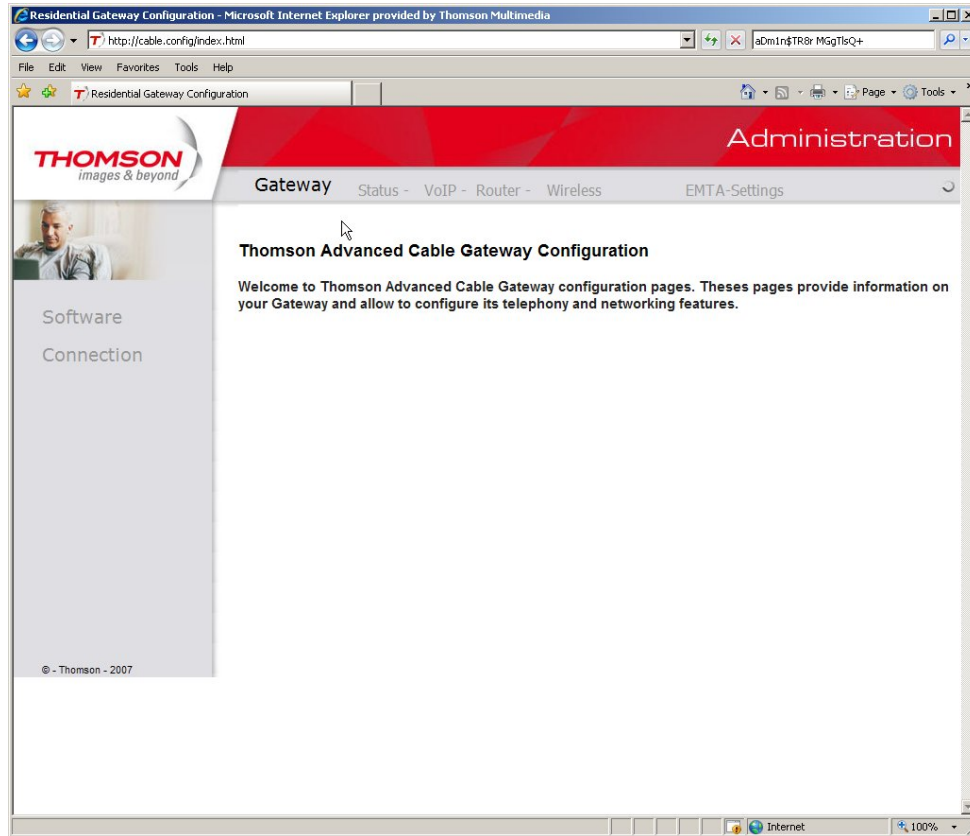 Residential Gateway Configuration - Microsoft Internet Explorer provided by Thomson Multimedia
http://cable.config/index.html
aDm1n$TR8r MGgTlsQ+
File Edit View Favorites Tools Help
Residential Gateway Configuration
Page Tools
THOMSON
images & beyond
Administration
Gateway Status - VoIP - Router - Wireless EMTA-Settings
Thomson Advanced Cable Gateway Configuration
Welcome to Thomson Advanced Cable Gateway configuration pages. Theses pages provide information on
your Gateway and allow to configure its telephony and networking features.
Software
Connection
© - Thomson - 2007
Internet
100%